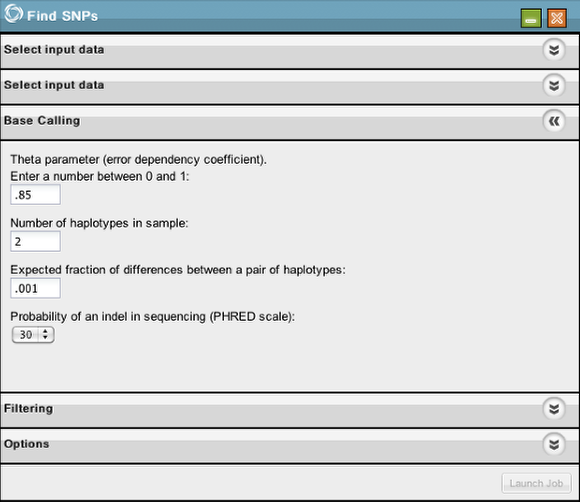 Find SNPs
Select input data
Select input data
Base Calling
Theta parameter (error dependency coefficient).
Enter a number between 0 and 1:
.85
Number of haplotypes in sample:
2
Expected fraction of differences between a pair of haplotypes:
.001
Probability of an indel in sequencing (PHRED scale):
30
Filtering
Options
Launch Job